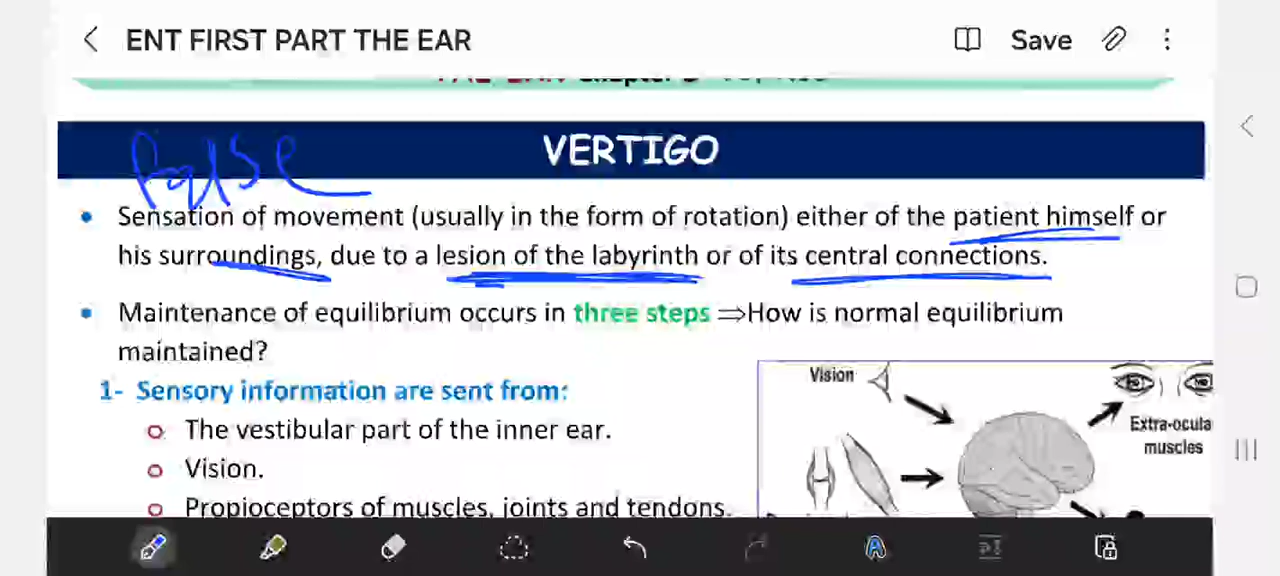 ENT FIRST PART THE EAR
Save
VERTIGO
false
Sensation of movement (usually in the form of rotation) either of the patient himself or
his surroundings, due to a lesion of the labyrinth or of its central connections.
Maintenance of equilibrium occurs in three steps ⇒How is normal equilibrium
maintained?
1- Sensory information are sent from:
The vestibular part of the inner ear.
Vision.
Propioceptors of muscles, joints and tendons.
Vision
Extra-ocula
muscles